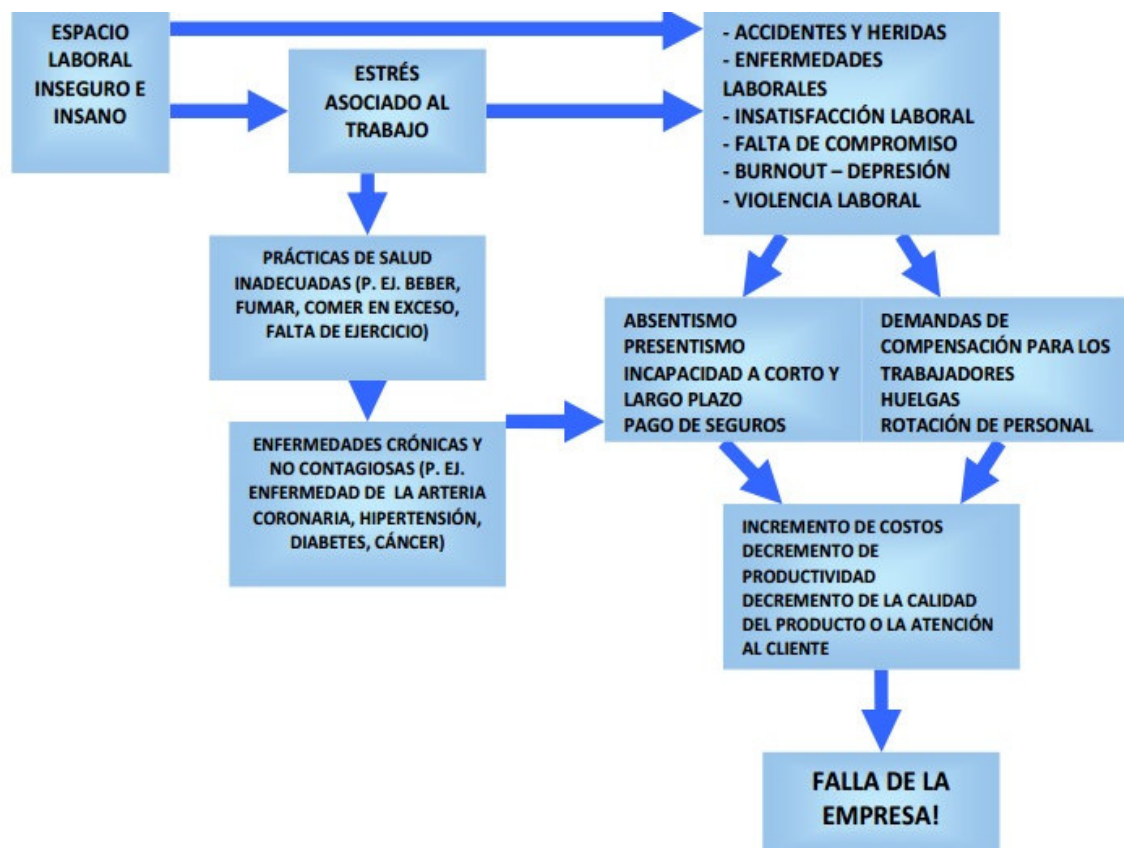 ESPACIO
LABORAL
INSEGURO E
INSANO
ESTRÉS
ASOCIADO AL
TRABAJO
- ACCIDENTES Y HERIDAS
- ENFERMEDADES
LABORALES
- INSATISFACCIÓN LABORAL
- FALTA DE COMPROMISO
- BURNOUT – DEPRESIÓN
- VIOLENCIA LABORAL
PRÁCTICAS DE SALUD
INADECUADAS (P. EJ. BEBER,
FUMAR, COMER EN EXCESO,
FALTA DE EJERCICIO)
ENFERMEDADES CRÓNICAS Y
NO CONTAGIOSAS (P. EJ.
ENFERMEDAD DE LA ARTERIA
CORONARIA, HIPERTENSIÓN,
DIABETES, CÁNCER)
ABSENTISMO
PRESENTISMO
INCAPACIDAD A CORTO Y
LARGO PLAZO
PAGO DE SEGUROS
DEMANDAS DE
COMPENSACIÓN PARA LOS
TRABAJADORES
HUELGAS
ROTACIÓN DE PERSONAL
INCREMENTO DE COSTOS
DECREMENTO DE
PRODUCTIVIDAD
DECREMENTO DE LA CALIDAD
DEL PRODUCTO O LA ATENCIÓN
AL CLIENTE
FALLA DE LA
EMPRESA!